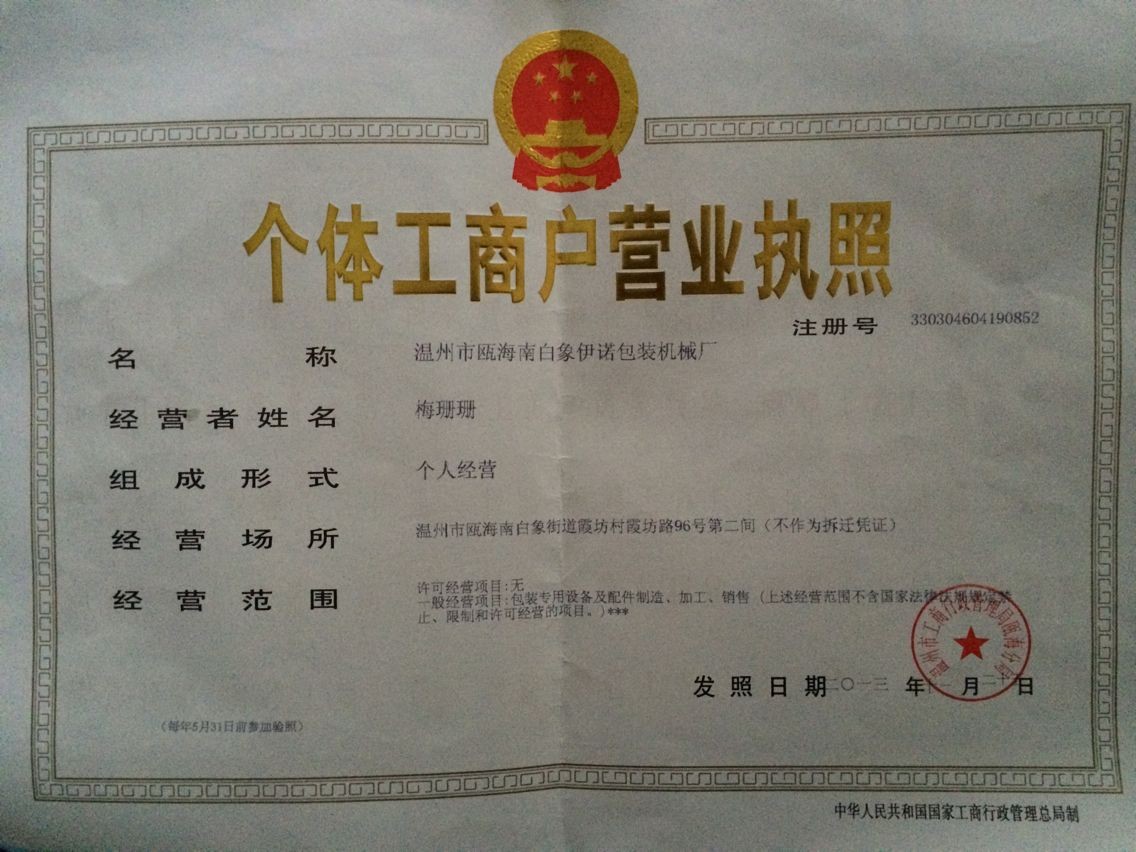 个体工商户营业执照
注册号 330304604190852
名称 温州市瓯海南白象伊诺包装机械厂
经营者姓名 梅珊珊
组成形式 个人经营
经营场所 温州市瓯海南白象街道霞坊村霞坊路96号第二间（不作为拆迁凭证）
经营范围 许可经营项目:无
一般经营项目:包装专用设备及配件制造、加工、销售（上述经营范围不含国家法律法规规定禁
止、限制和许可经营的项目。)***
温州市工商行政管理局瓯海分局
发照日期 二〇一三 年 十一 月 二十 日
（每年5月31日前参加验照）
中华人民共和国国家工商行政管理总局制